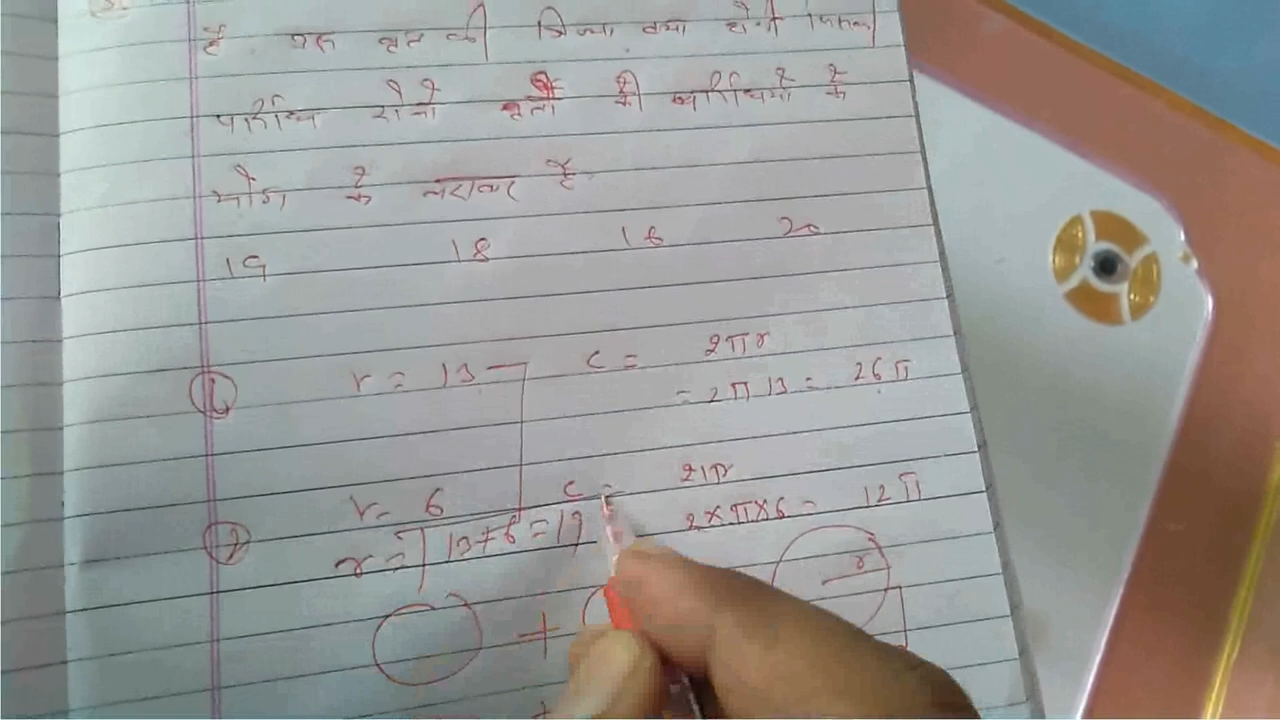 है उस वृत की त्रिज्या क्या होगी जिसकी
परिधि दोनो वृतो की परिधियो के
योग के बराबर है
19 18 16 20
1 r = 13 c = 2πr
= 2π13 = 26π
2 r = 6 c = 2πr
2×π×6 = 12π
r = 13+6 = 19
r
+